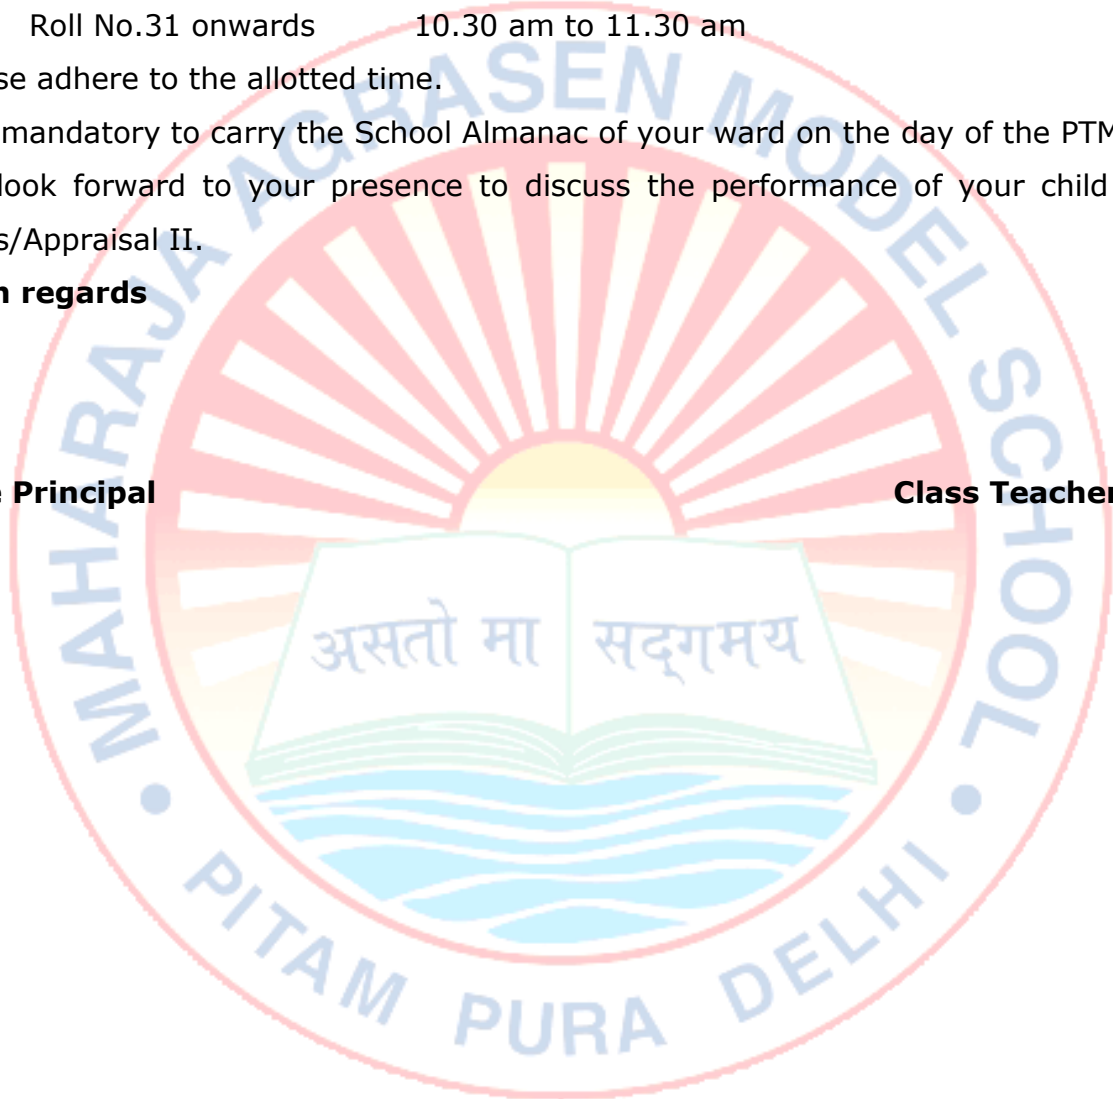 Roll No.31 onwards 10.30 am to 11.30 am
se adhere to the allotted time.
mandatory to carry the School Almanac of your ward on the day of the PTM
look forward to your presence to discuss the performance of your child
s/Appraisal II.
regards
Principal
Class Teacher
MAHARAJA AGRASEN MODEL SCHOOL
असतो मा सद्गमय
• PITAM PURA DELHI •